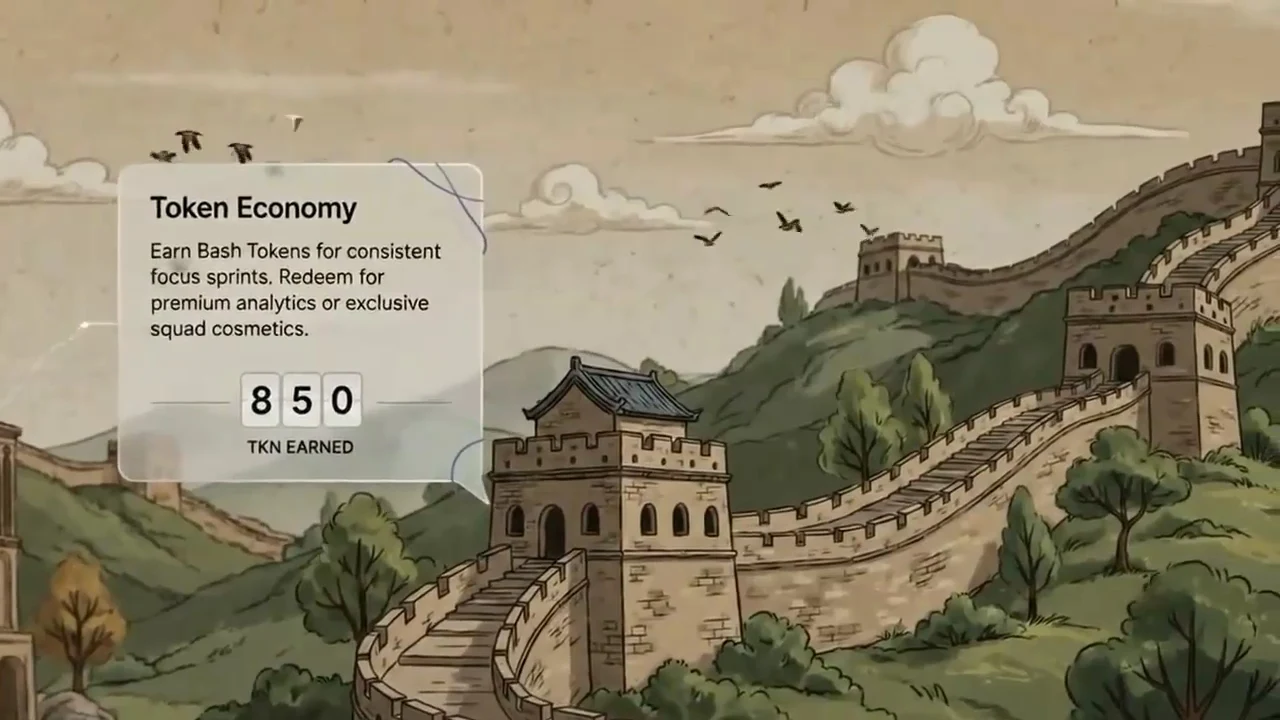 Token Economy
Earn Bash Tokens for consistent
focus sprints. Redeem for
premium analytics or exclusive
squad cosmetics.
850
TKN EARNED